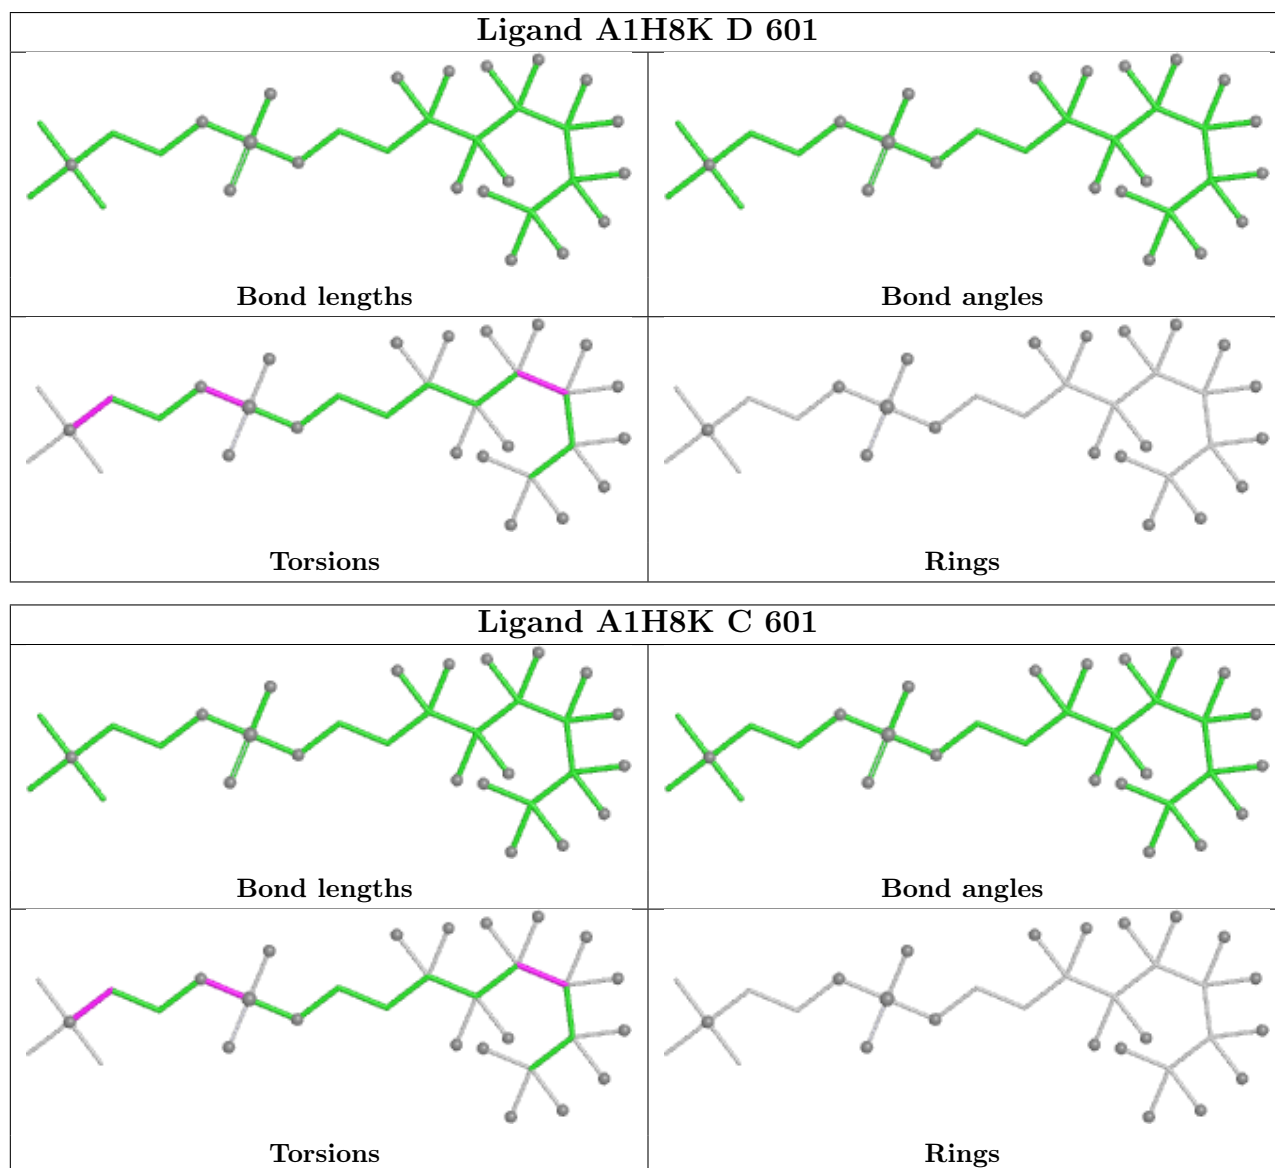 Ligand A1H8K D 601
Bond lengths
Bond angles
Torsions
Rings
Ligand A1H8K C 601
Bond lengths
Bond angles
Torsions
Rings